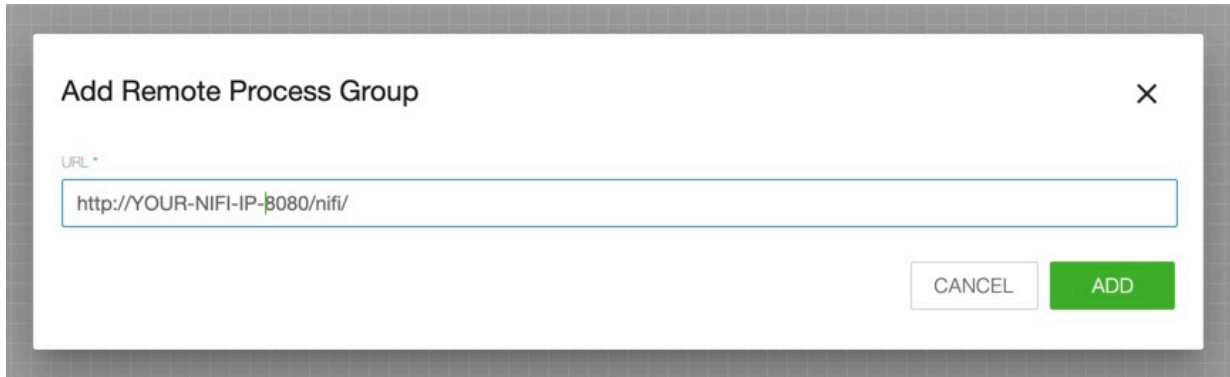 Add Remote Process Group
URL *
http://YOUR-NIFI-IP-8080/nifi/
CANCEL ADD